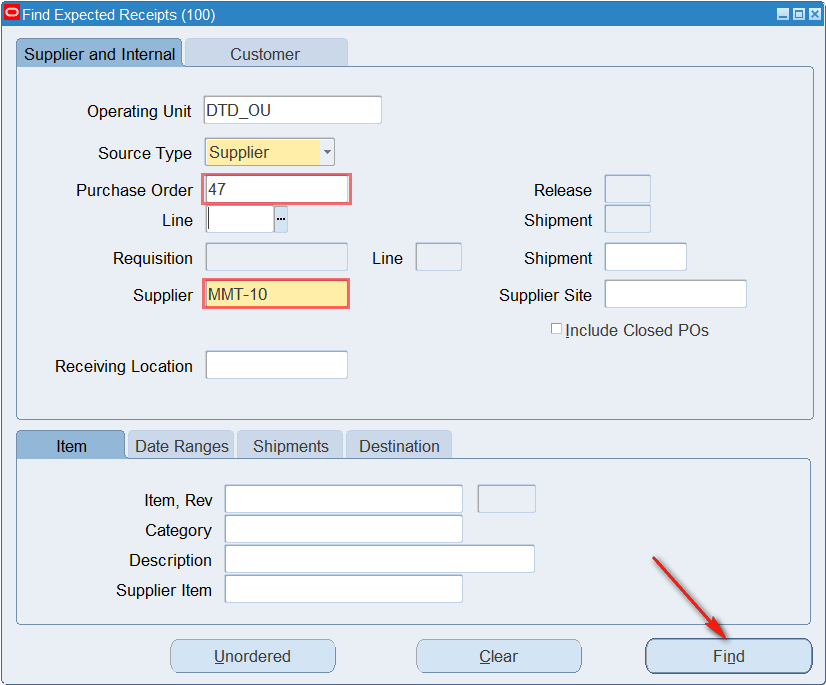 Find Expected Receipts (100)
Supplier and Internal Customer
Operating Unit DTD_OU
Source Type Supplier
Purchase Order 47 Release
Line ... Shipment
Requisition Line Shipment
Supplier MMT-10 Supplier Site
Include Closed POs
Receiving Location
Item Date Ranges Shipments Destination
Item, Rev
Category
Description
Supplier Item
Unordered Clear Find